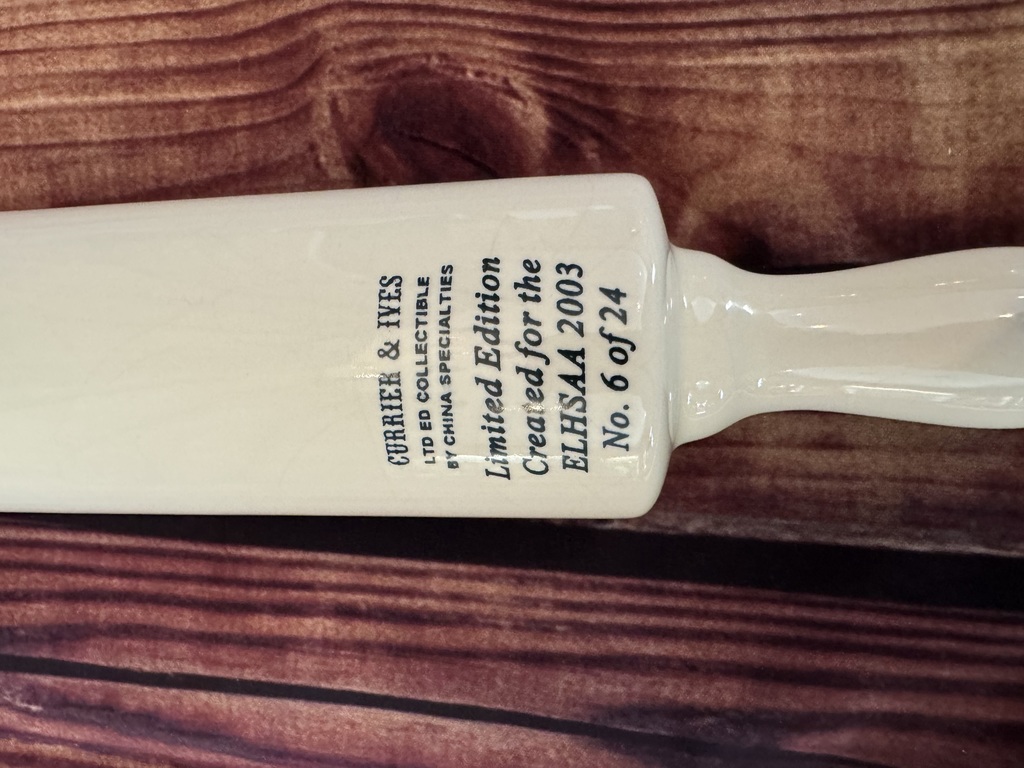 CURRIER & IVES
LTD ED COLLECTIBLE
BY CHINA SPECIALTIES
Limited Edition
Created for the
ELHSAA 2003
No. 6 of 24